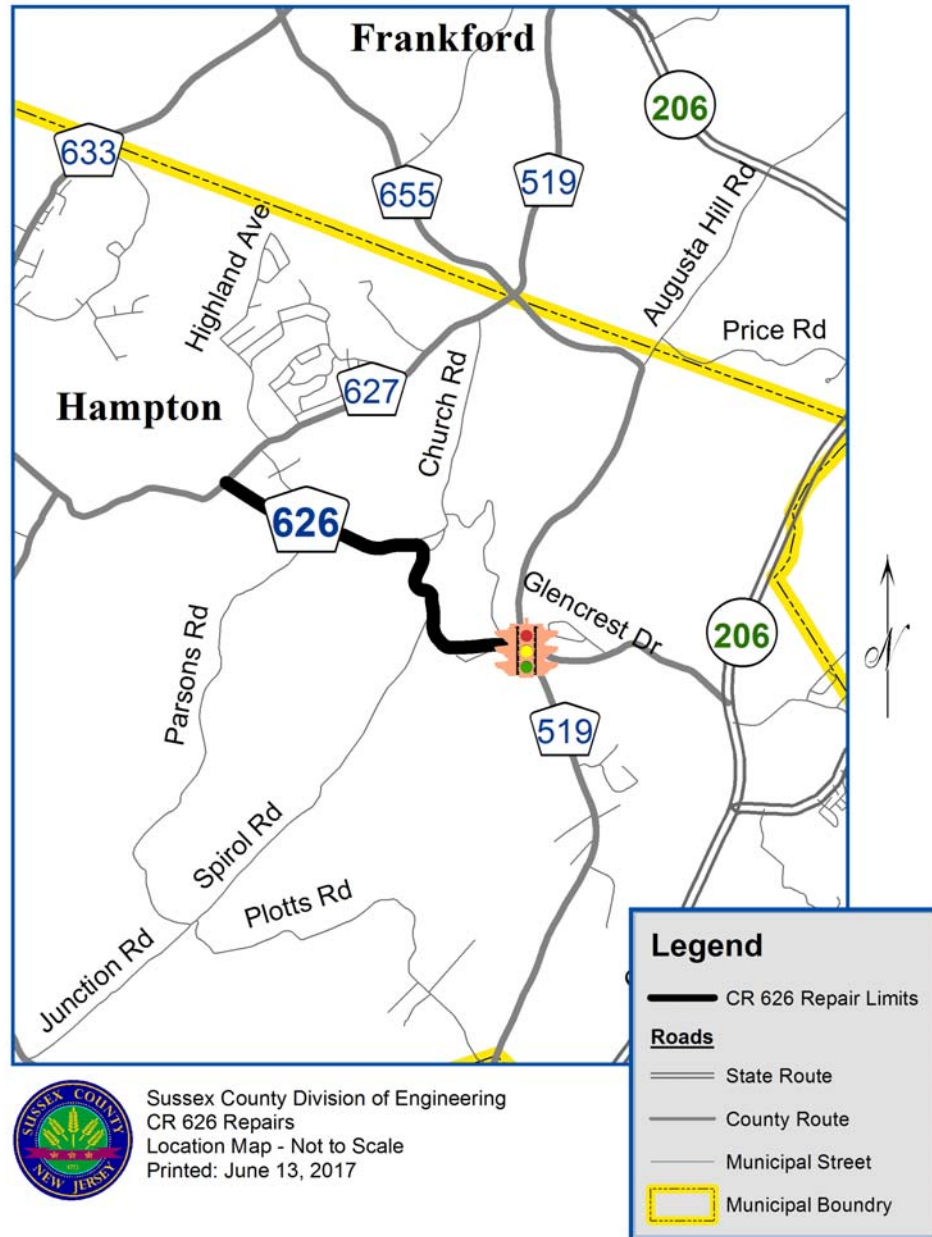 Frankford
206
633
655
519
Highland Ave
Augusta Hill Rd
Price Rd
Hampton
627
Church Rd
626
Glencrest Dr
206
Parsons Rd
519
Spirol Rd
Plotts Rd
Junction Rd
Legend
CR 626 Repair Limits
Roads
State Route
County Route
Municipal Street
Municipal Boundry
N
SUSSEX COUNTY
NEW JERSEY
Sussex County Division of Engineering
CR 626 Repairs
Location Map - Not to Scale
Printed: June 13, 2017